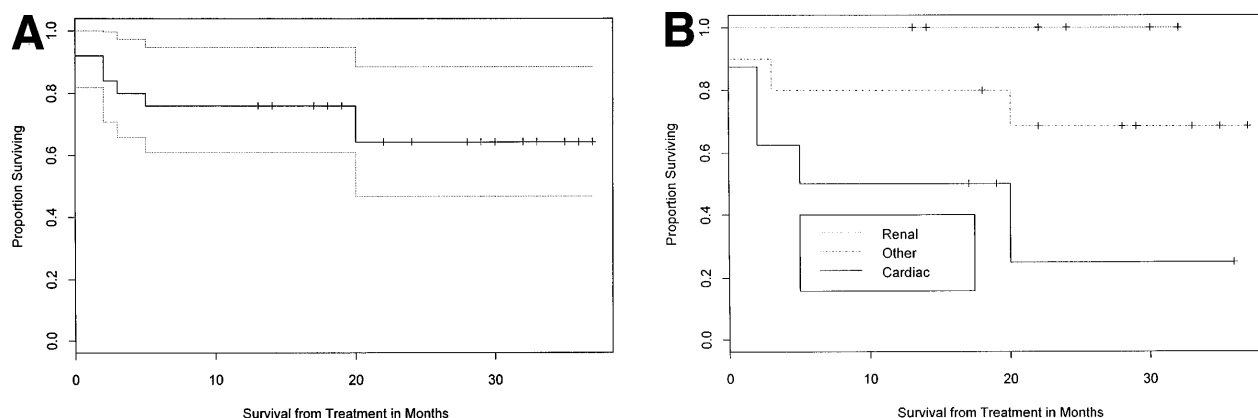 A
Proportion Surviving
1.0
0.8
0.6
0.4
0.2
0.0
0 10 20 30
Survival from Treatment in Months
B
Proportion Surviving
1.0
0.8
0.6
0.4
0.2
0.0
Renal
Other
Cardiac
0 10 20 30
Survival from Treatment in Months